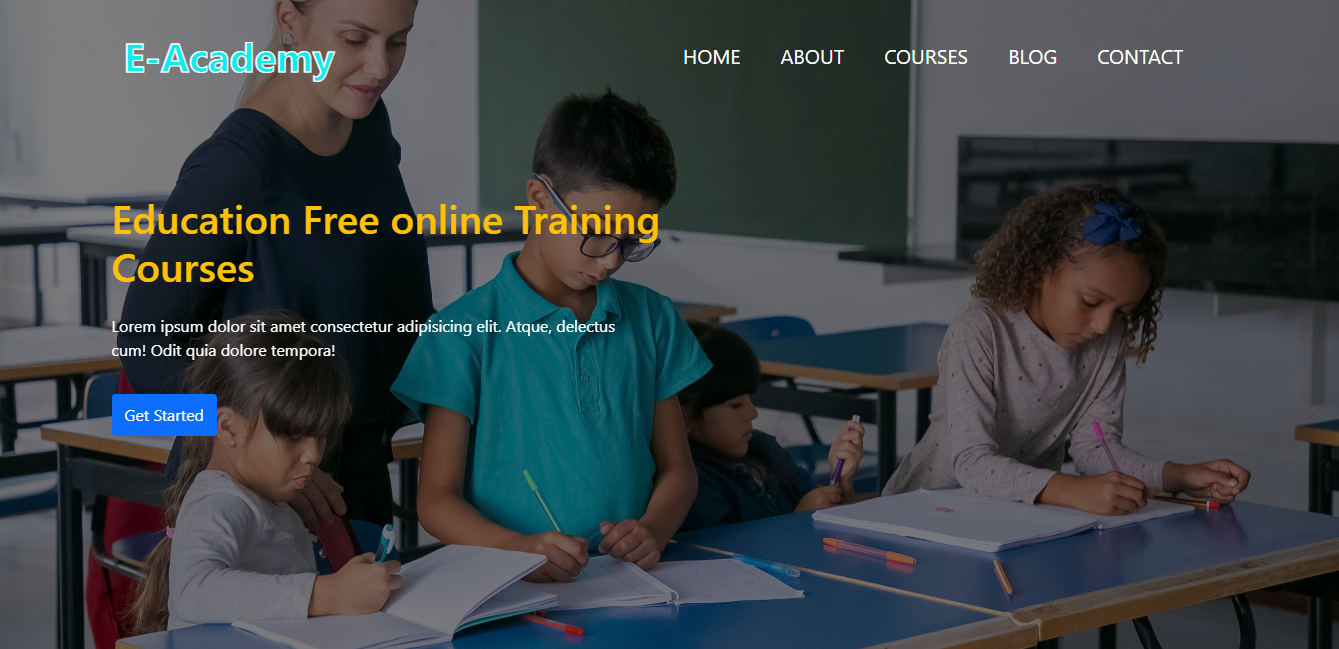 E-Academy
HOME ABOUT COURSES BLOG CONTACT
Education Free online Training
Courses
Lorem ipsum dolor sit amet consectetur adipisicing elit. Atque, delectus
cum! Odit quia dolore tempora!
Get Started